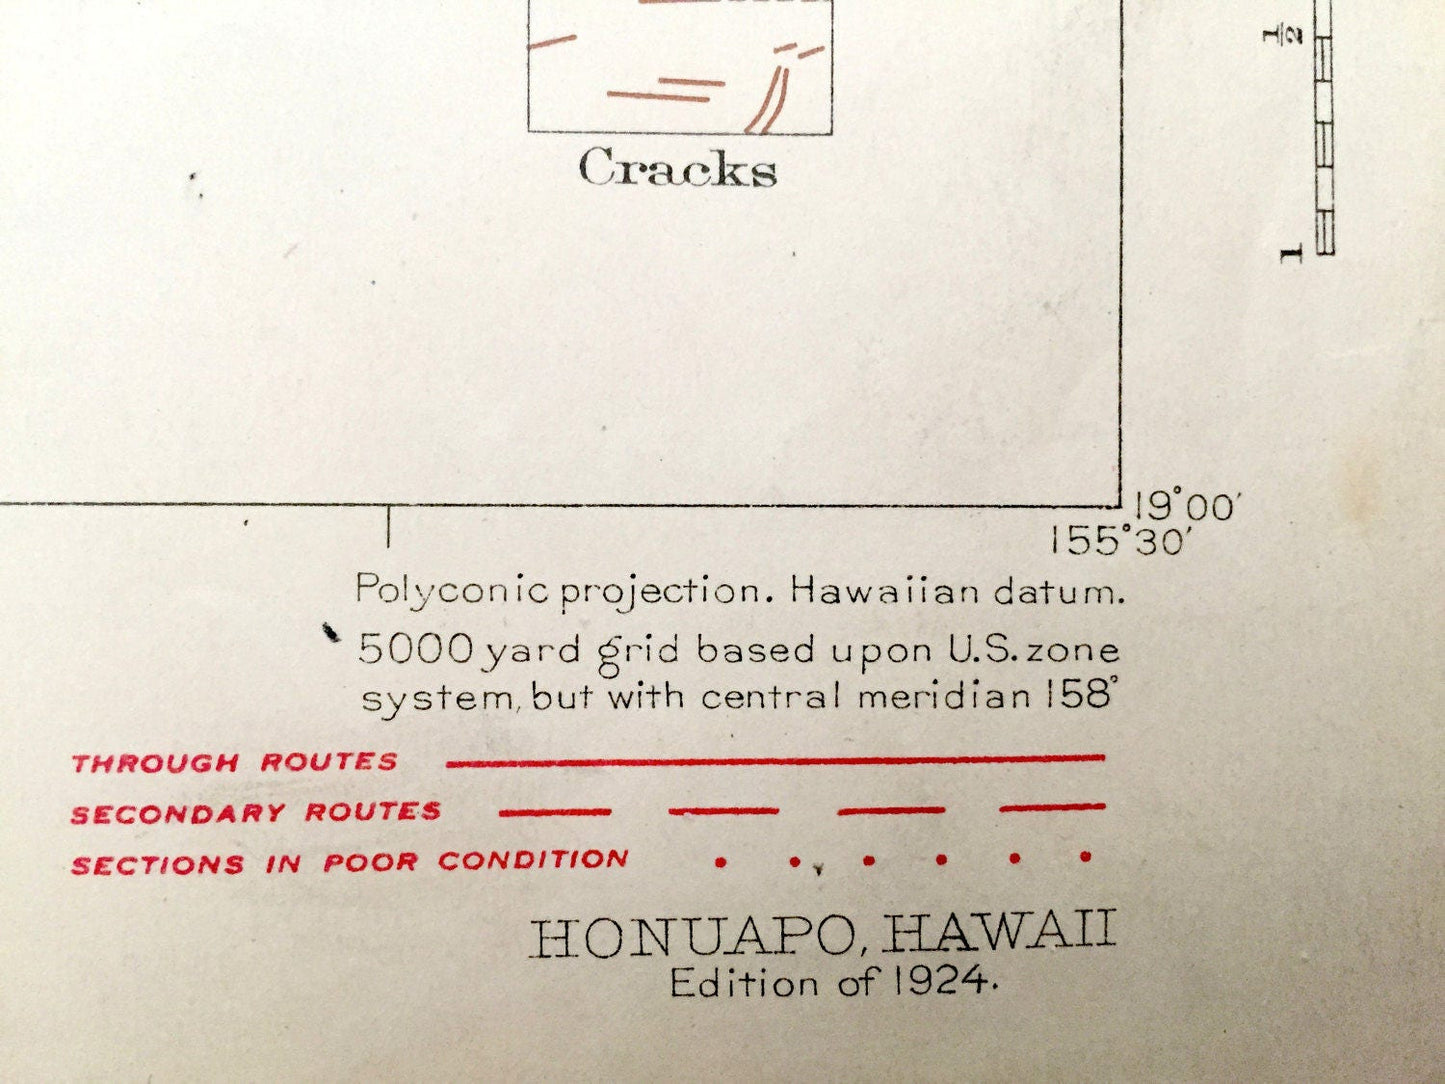 ½
1
Cracks
19°00′
155°30′
Polyconic projection. Hawaiian datum.
5000 yard grid based upon U.S. zone
system, but with central meridian 158°
THROUGH ROUTES
SECONDARY ROUTES
SECTIONS IN POOR CONDITION
HONUAPO, HAWAII
Edition of 1924.